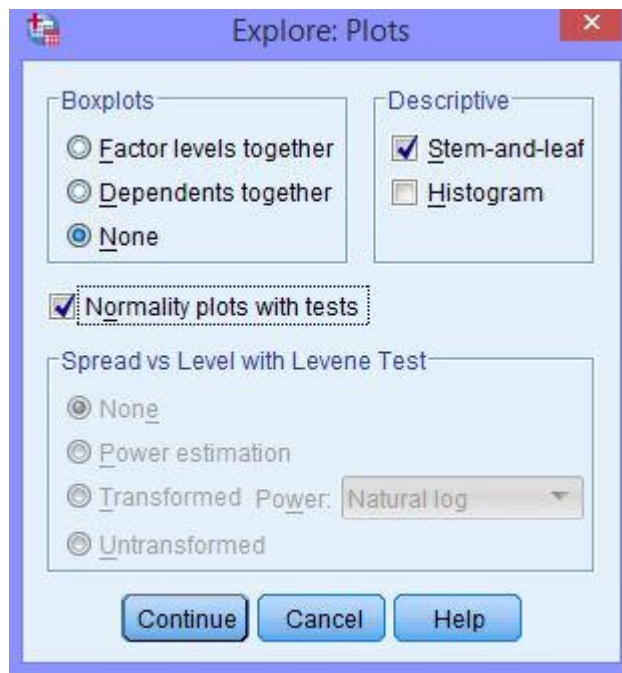 Explore: Plots
Boxplots
Factor levels together
Dependents together
None
Descriptive
Stem-and-leaf
Histogram
Normality plots with tests
Spread vs Level with Levene Test
None
Power estimation
Transformed Power: Natural log
Untransformed
Continue Cancel Help